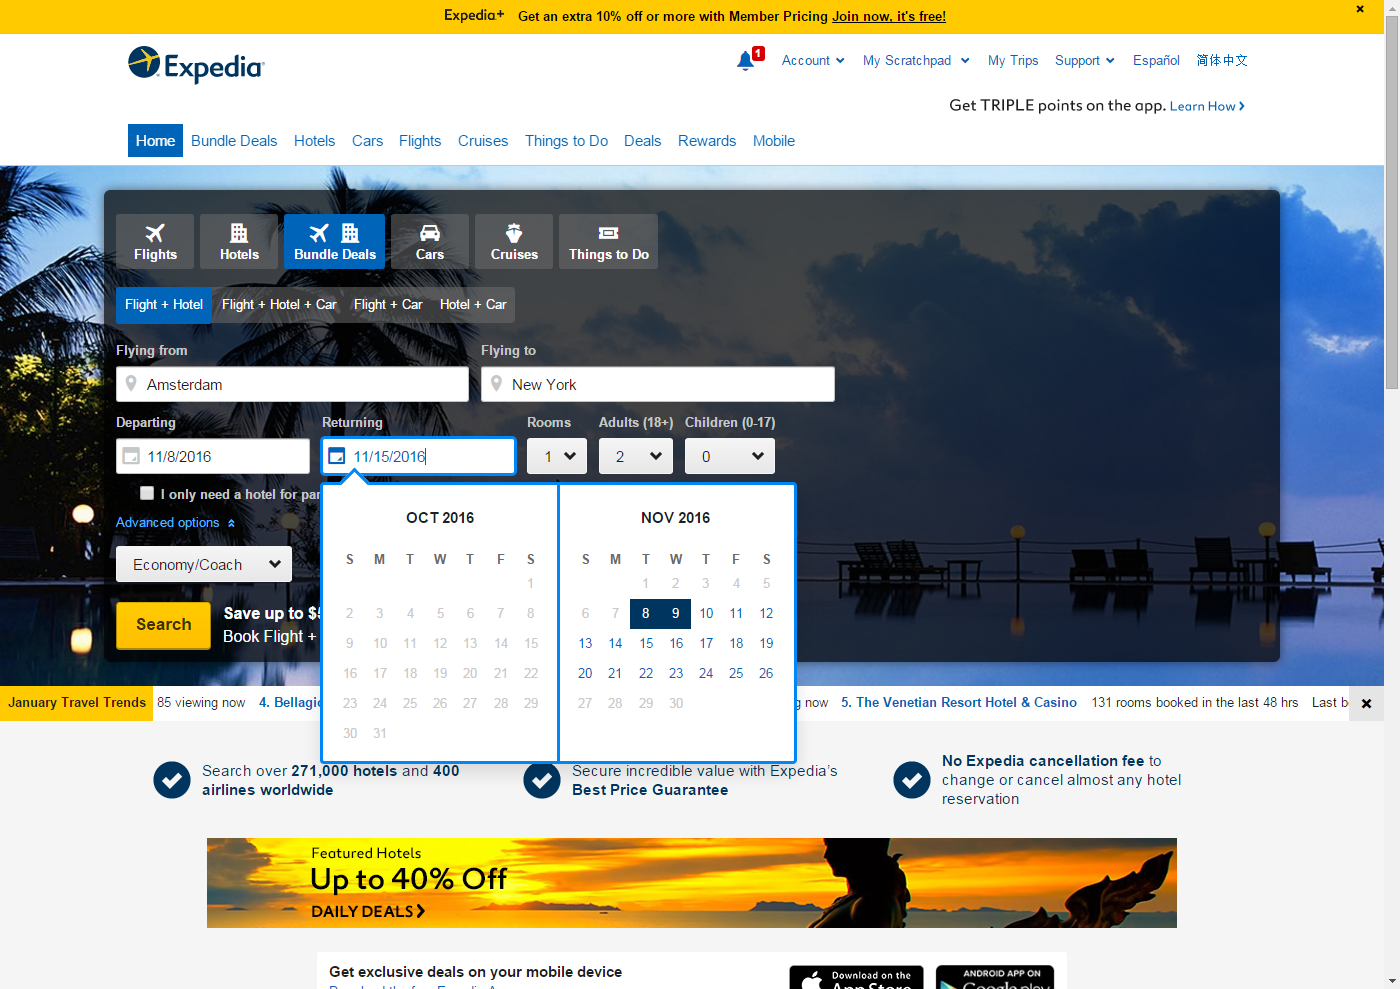 Expedia+ Get an extra 10% off or more with Member Pricing Join now, it's free!
Expedia
1 Account My Scratchpad My Trips Support Español 简体中文
Get TRIPLE points on the app. Learn How
Home Bundle Deals Hotels Cars Flights Cruises Things to Do Deals Rewards Mobile
Flights Hotels Bundle Deals Cars Cruises Things to Do
Flight + Hotel Flight + Hotel + Car Flight + Car Hotel + Car
Flying from Flying to
Amsterdam New York
Departing Returning Rooms Adults (18+) Children (0-17)
11/8/2016 11/15/2016 1 2 0
I only need a hotel for par
Advanced options
Economy/Coach
Search
Save up to $5
Book Flight +
OCT 2016
S M T W T F S
1
2 3 4 5 6 7 8
9 10 11 12 13 14 15
16 17 18 19 20 21 22
23 24 25 26 27 28 29
30 31
NOV 2016
S M T W T F S
1 2 3 4 5
6 7 8 9 10 11 12
13 14 15 16 17 18 19
20 21 22 23 24 25 26
27 28 29 30
January Travel Trends 85 viewing now 4. Bellagi g now 5. The Venetian Resort Hotel & Casino 131 rooms booked in the last 48 hrs Last b
Search over 271,000 hotels and 400
airlines worldwide
Secure incredible value with Expedia's
Best Price Guarantee
No Expedia cancellation fee to
change or cancel almost any hotel
reservation
Featured Hotels
Up to 40% Off
DAILY DEALS
Get exclusive deals on your mobile device
Download on the
App Store
ANDROID APP ON
Google play